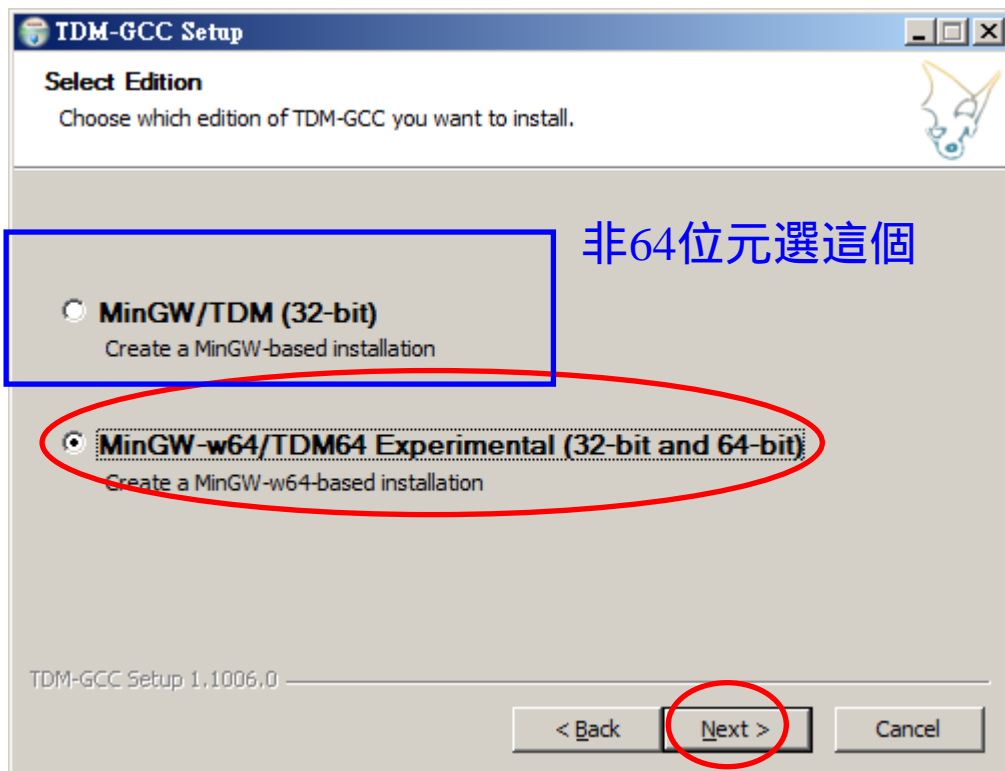 TDM-GCC Setup
Select Edition
Choose which edition of TDM-GCC you want to install.
非64位元選這個
MinGW/TDM (32-bit)
Create a MinGW-based installation
MinGW-w64/TDM64 Experimental (32-bit and 64-bit)
Create a MinGW-w64-based installation
TDM-GCC Setup 1.1006.0
< Back
Next >
Cancel